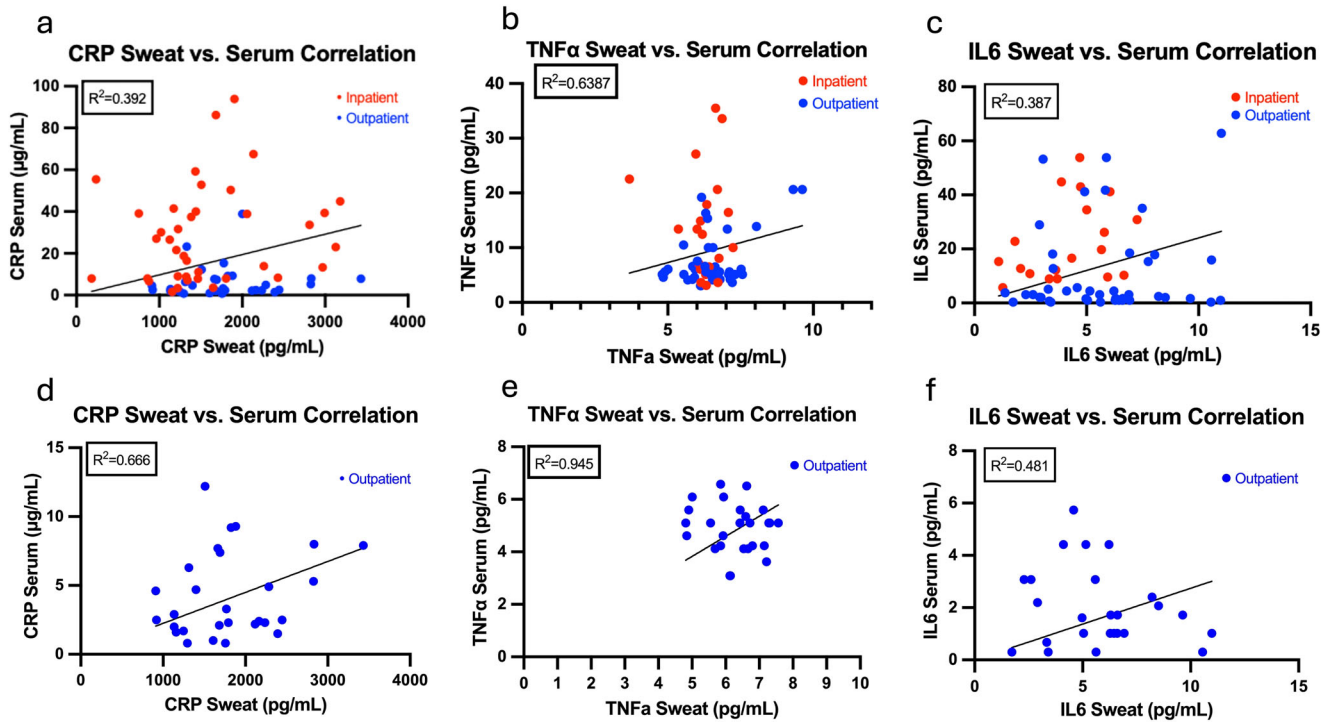 a
CRP Sweat vs. Serum Correlation
R²=0.392
Inpatient
Outpatient
CRP Serum (µg/mL)
100
80
60
40
20
0
0 1000 2000 3000 4000
CRP Sweat (pg/mL)
b
TNFα Sweat vs. Serum Correlation
R²=0.6387
Inpatient
Outpatient
TNFα Serum (pg/mL)
40
30
20
10
0
5 10
TNFa Sweat (pg/mL)
c
IL6 Sweat vs. Serum Correlation
R²=0.387
Inpatient
Outpatient
IL6 Serum (pg/mL)
80
60
40
20
0
0 5 10 15
IL6 Sweat (pg/mL)
d
CRP Sweat vs. Serum Correlation
R²=0.666
Outpatient
CRP Serum (µg/mL)
15
10
5
0
0 1000 2000 3000 4000
CRP Sweat (pg/mL)
e
TNFα Sweat vs. Serum Correlation
R²=0.945
Outpatient
TNFα Serum (pg/mL)
8
6
4
2
0
0 1 2 3 4 5 6 7 8 9 10
TNFa Sweat (pg/mL)
f
IL6 Sweat vs. Serum Correlation
R²=0.481
Outpatient
IL6 Serum (pg/mL)
8
6
4
2
0
0 5 10 15
IL6 Sweat (pg/mL)